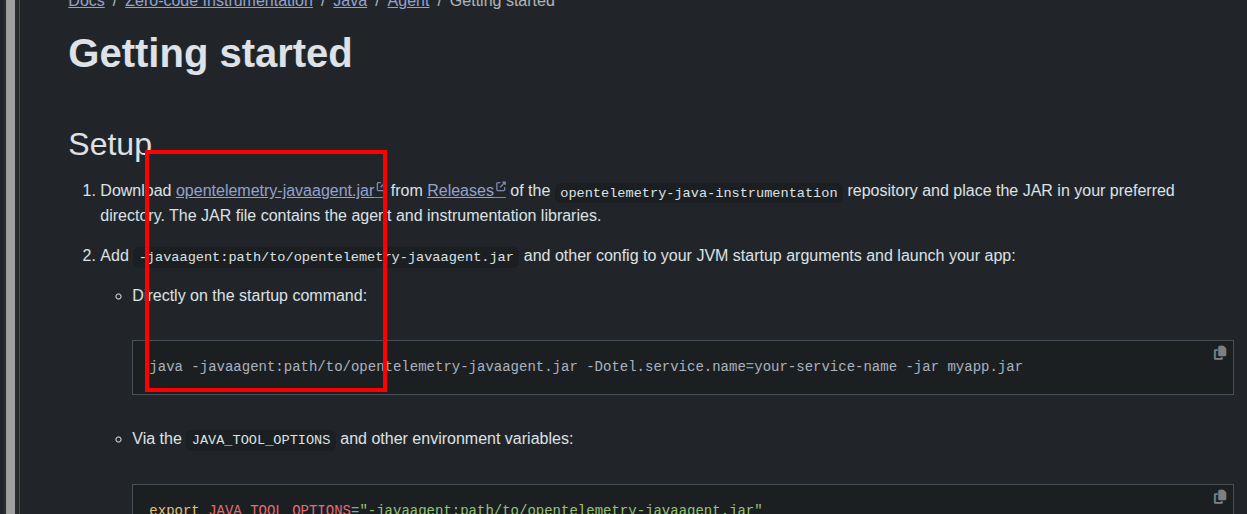 Docs / Zero-code Instrumentation / Java / Agent / Getting started
Getting started
Setup
1. Download opentelemetry-javaagent.jar from Releases of the opentelemetry-java-instrumentation repository and place the JAR in your preferred
directory. The JAR file contains the agent and instrumentation libraries.
2. Add -javaagent:path/to/opentelemetry-javaagent.jar and other config to your JVM startup arguments and launch your app:
Directly on the startup command:
java -javaagent:path/to/opentelemetry-javaagent.jar -Dotel.service.name=your-service-name -jar myapp.jar
Via the JAVA_TOOL_OPTIONS and other environment variables:
export JAVA_TOOL_OPTIONS="-javaagent:path/to/opentelemetry-javaagent.jar"